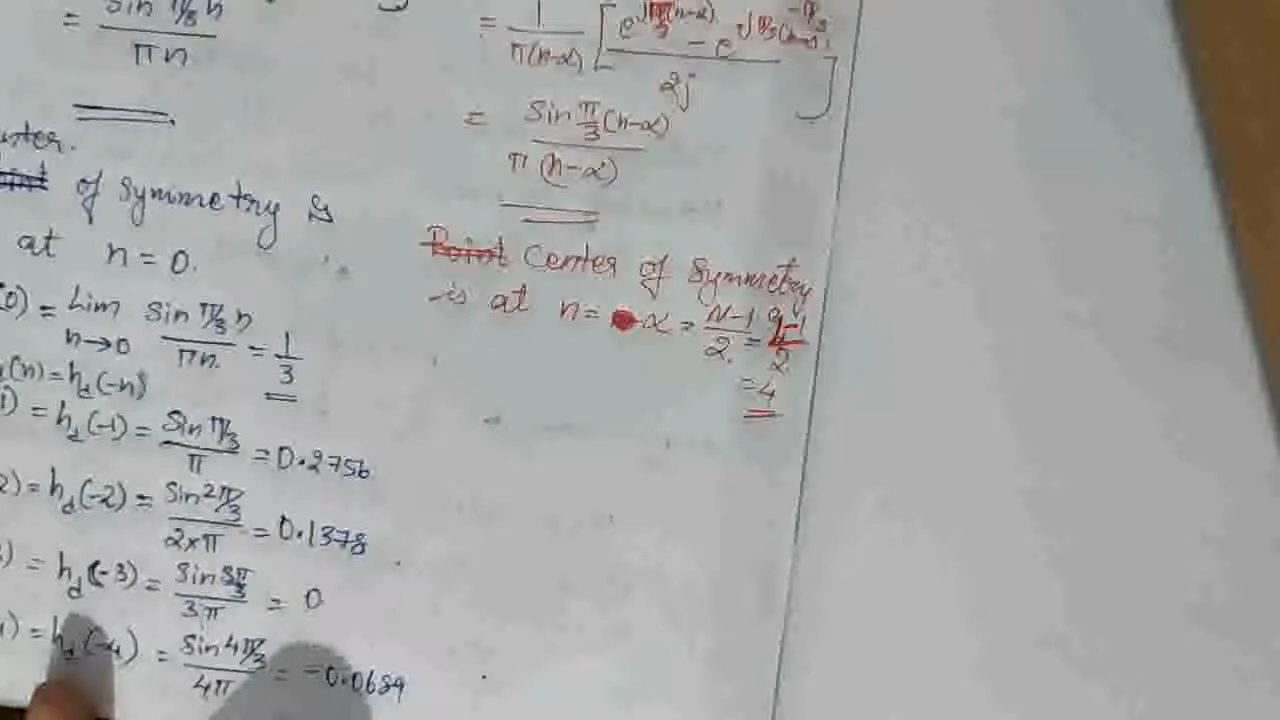 = sin π/3 n / πn
of Symmetry is
at n = 0.
(0) = Lim n→0 sin π/3 n / πn = 1/3
(n) = hd(-n)
1) = hd(-1) = sin π/3 / π = 0.2756
2) = hd(-2) = sin 2π/3 / 2×π = 0.1378
) = hd(-3) = sin 3π/3 / 3π = 0
) = hd(-4) = sin 4π/3 / 4π = -0.0689
= 1 / π(n-α) [ / 2j ]
= sin π/3 (n-α) / π (n-α)
Point Center of Symmetry
is at n = α = N-1 / 2 = 9-1 / 2
= 4